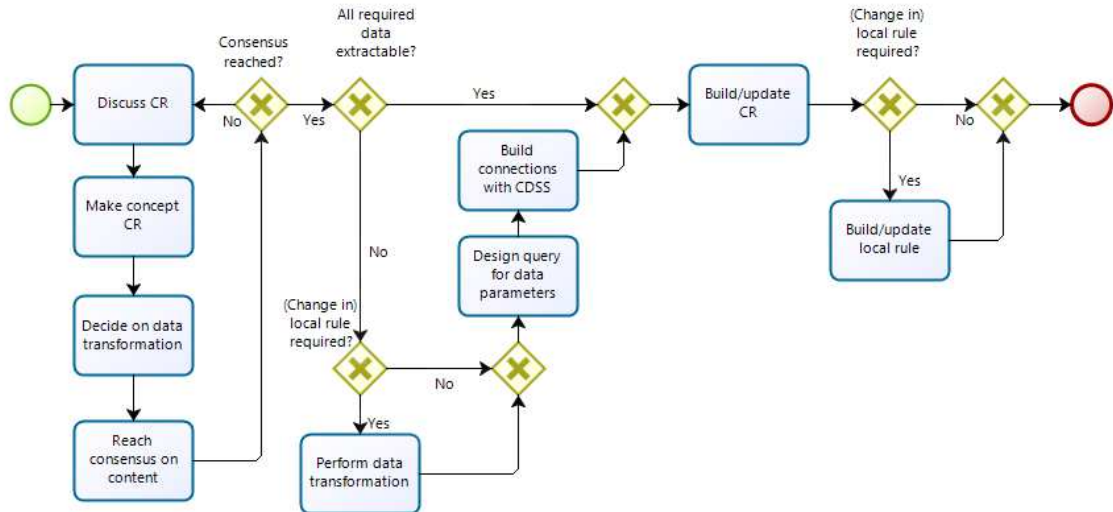 All required
data
extractable?
Consensus
reached?
(Change in)
local rule
required?
Discuss CR
No
Yes
Yes
Build/update
CR
No
Build
connections
with CDSS
Yes
Make concept
CR
Build/update
local rule
No
Design query
for data
parameters
(Change in)
local rule
required?
Decide on data
transformation
No
Yes
Reach
consensus on
content
Perform data
transformation